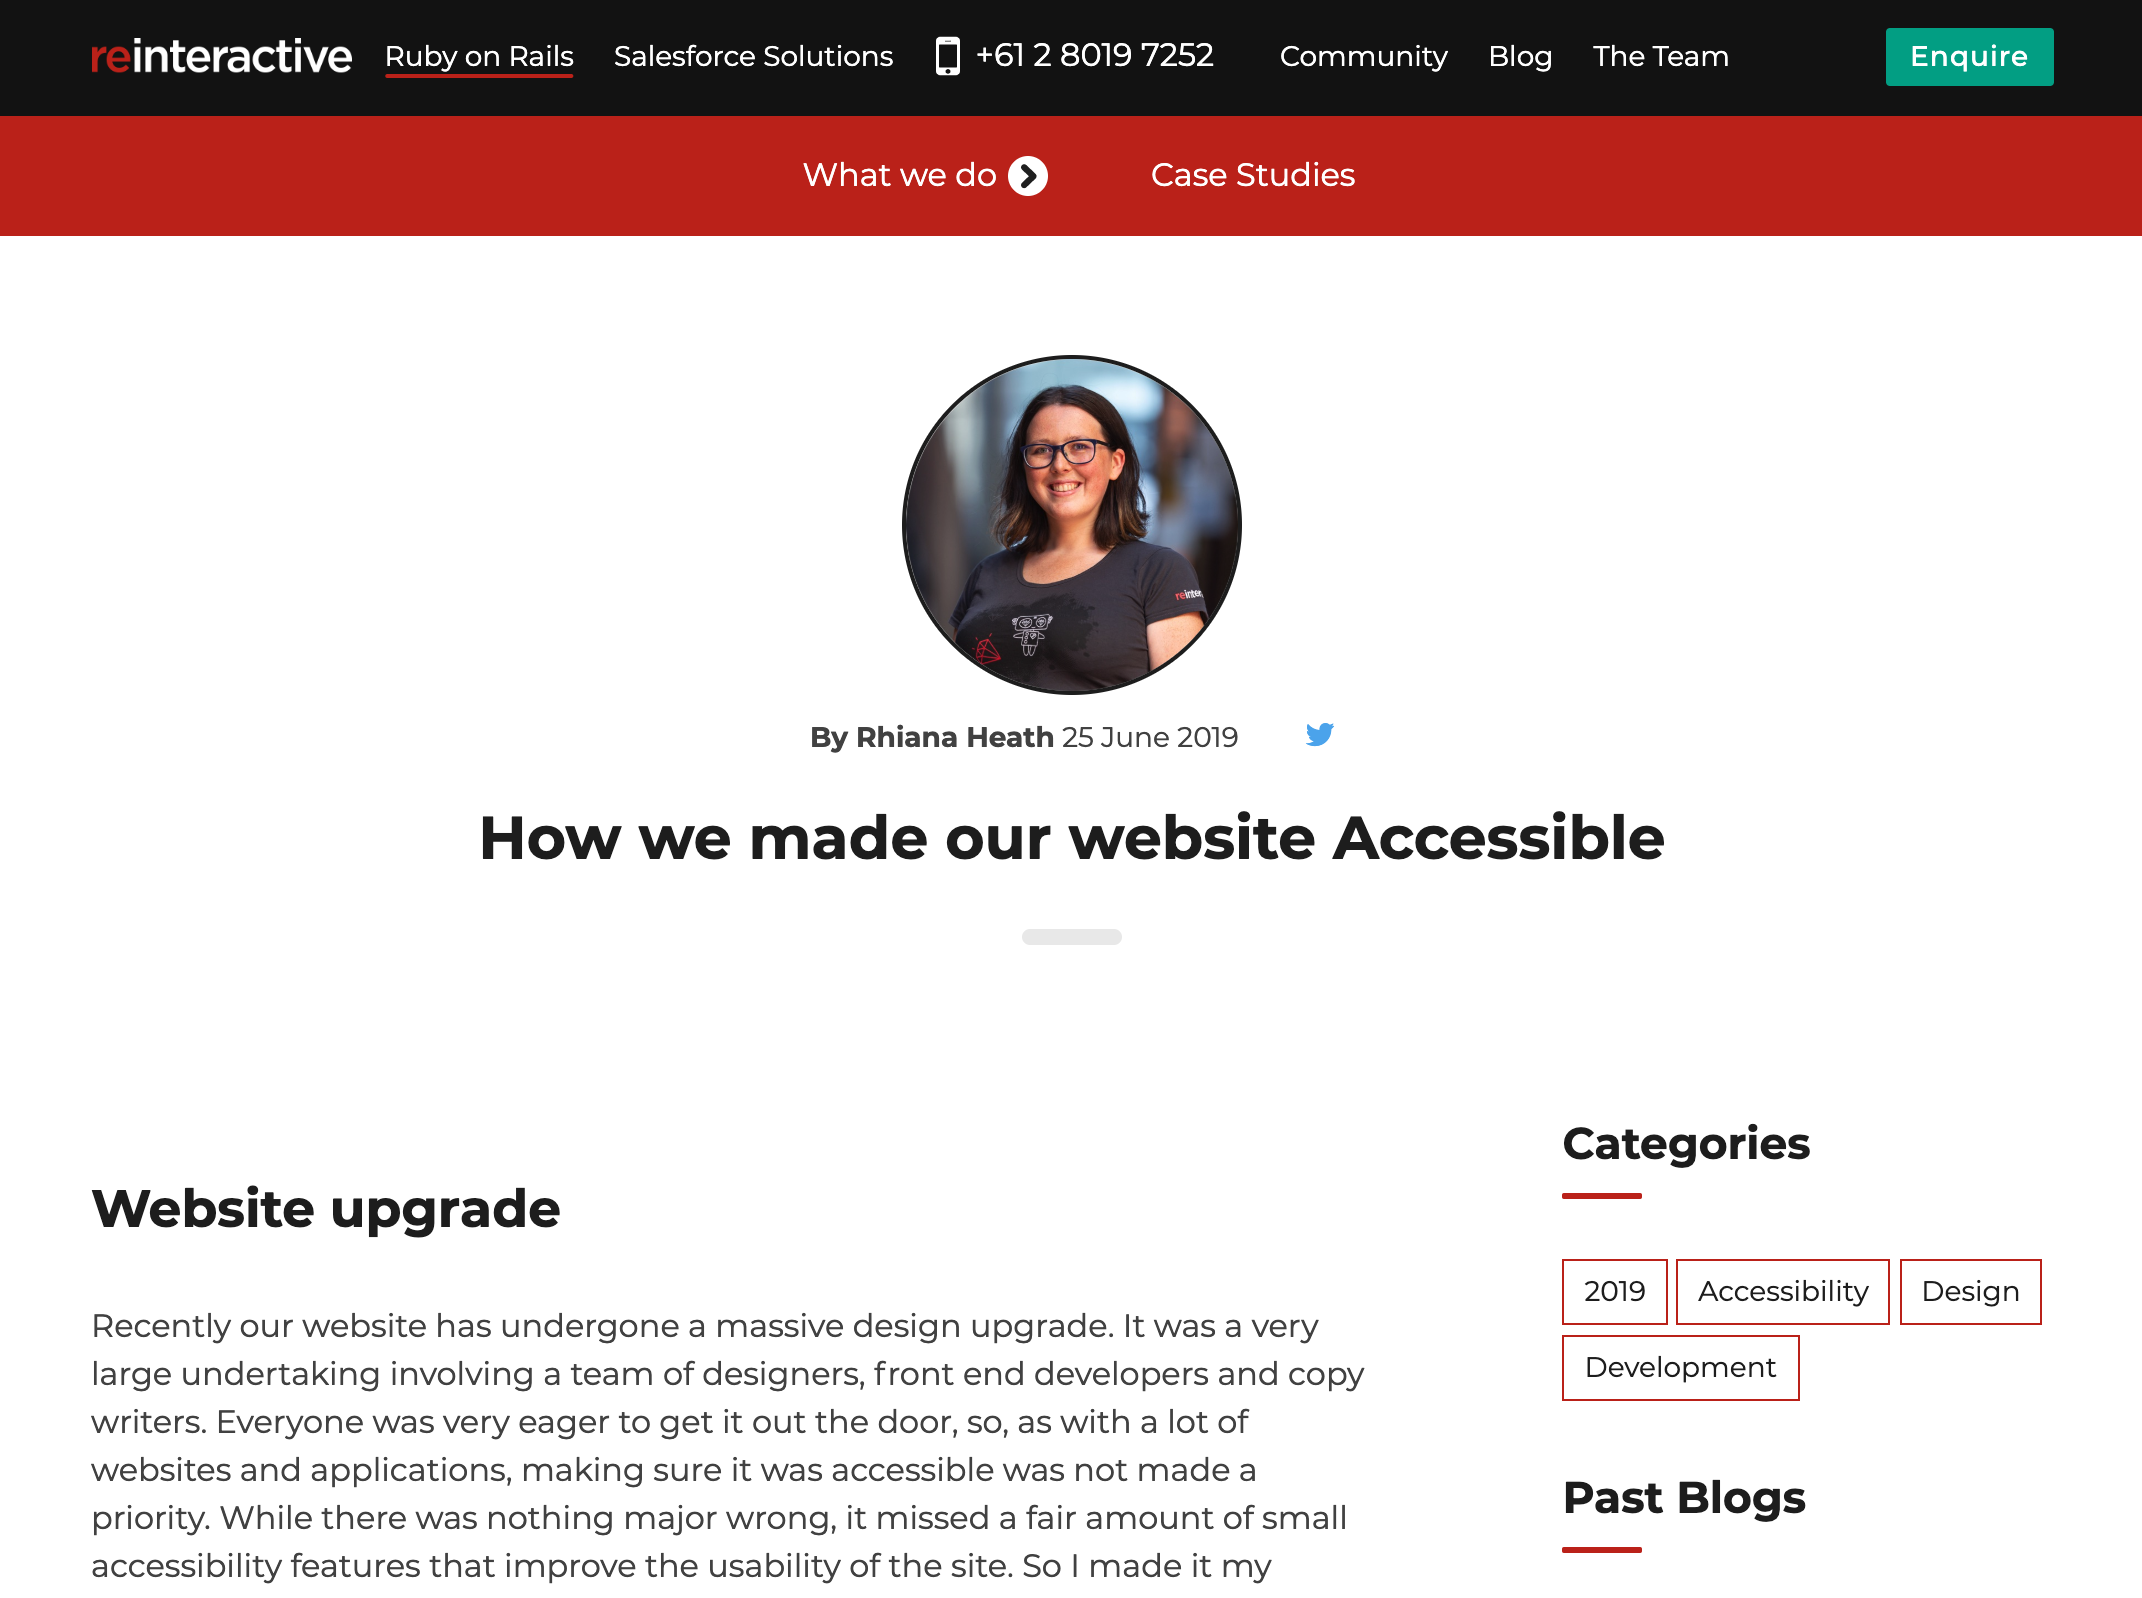 reinteractive Ruby on Rails Salesforce Solutions +61 2 8019 7252 Community Blog The Team Enquire
What we do Case Studies
reinter
By Rhiana Heath 25 June 2019
How we made our website Accessible
Website upgrade
Recently our website has undergone a massive design upgrade. It was a very
large undertaking involving a team of designers, front end developers and copy
writers. Everyone was very eager to get it out the door, so, as with a lot of
websites and applications, making sure it was accessible was not made a
priority. While there was nothing major wrong, it missed a fair amount of small
accessibility features that improve the usability of the site. So I made it my
Categories
2019 Accessibility Design
Development
Past Blogs